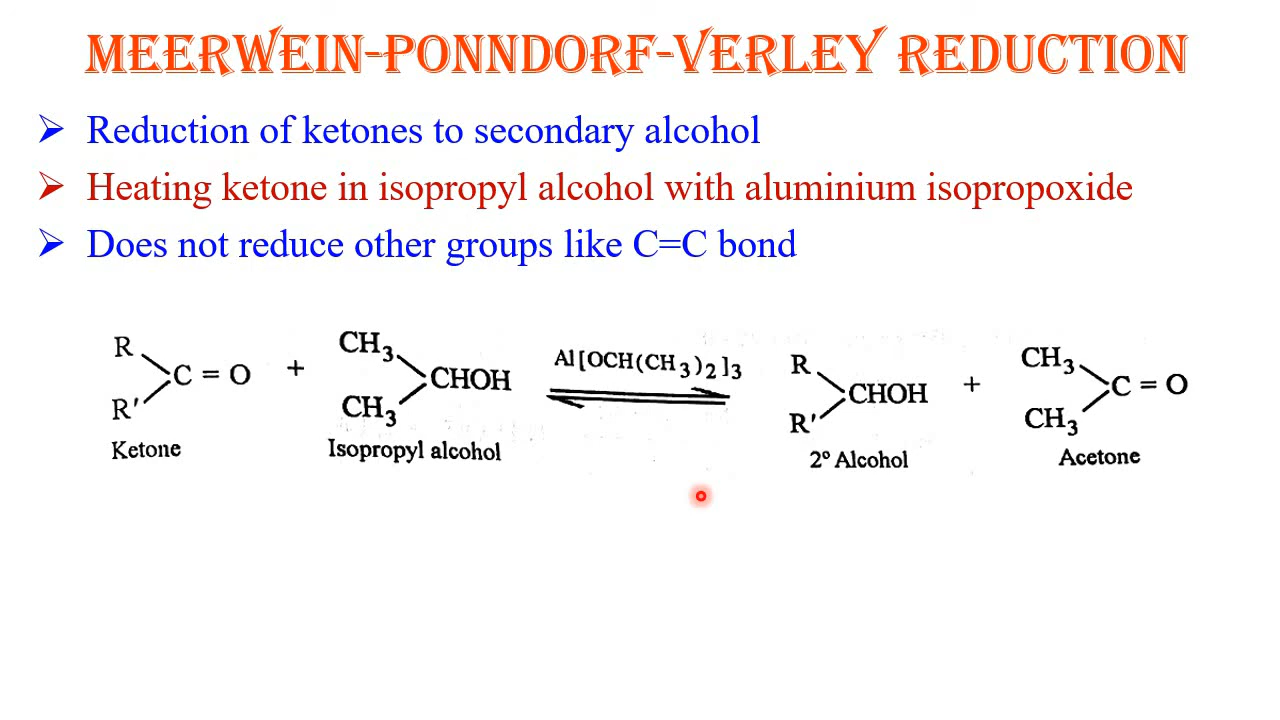 MEERWEIN-PONNDORF-VERLEY REDUCTION
Reduction of ketones to secondary alcohol
Heating ketone in isopropyl alcohol with aluminium isopropoxide
Does not reduce other groups like C=C bond
R
R'
C = O
Ketone
+
CH3
CH3
CHOH
Isopropyl alcohol
Al[OCH(CH3)2]3
R
R'
CHOH
2º Alcohol
+
CH3
CH3
C = O
Acetone